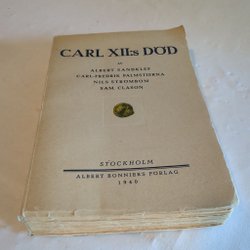 CARL XII:s DÖD
AV
ALBERT SANDKLEF
CARL-FREDRIK PALMSTIERNA
NILS STRÖMBOM
SAM. CLASON
STOCKHOLM
ALBERT BONNIERS FÖRLAG
1940